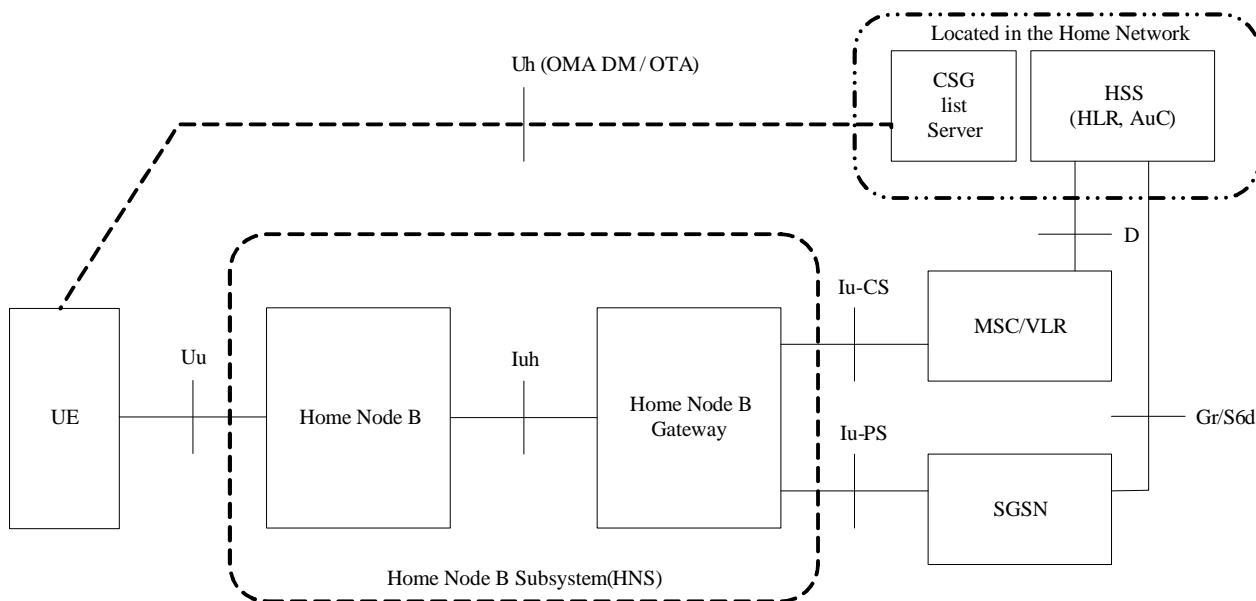 Located in the Home Network
Uh (OMA DM / OTA)
CSG
list
Server
HSS
(HLR, AuC)
D
Iu-CS
MSC/VLR
Uu
Iuh
UE
Home Node B
Home Node B
Gateway
Gr/S6d
Iu-PS
SGSN
Home Node B Subsystem(HNS)